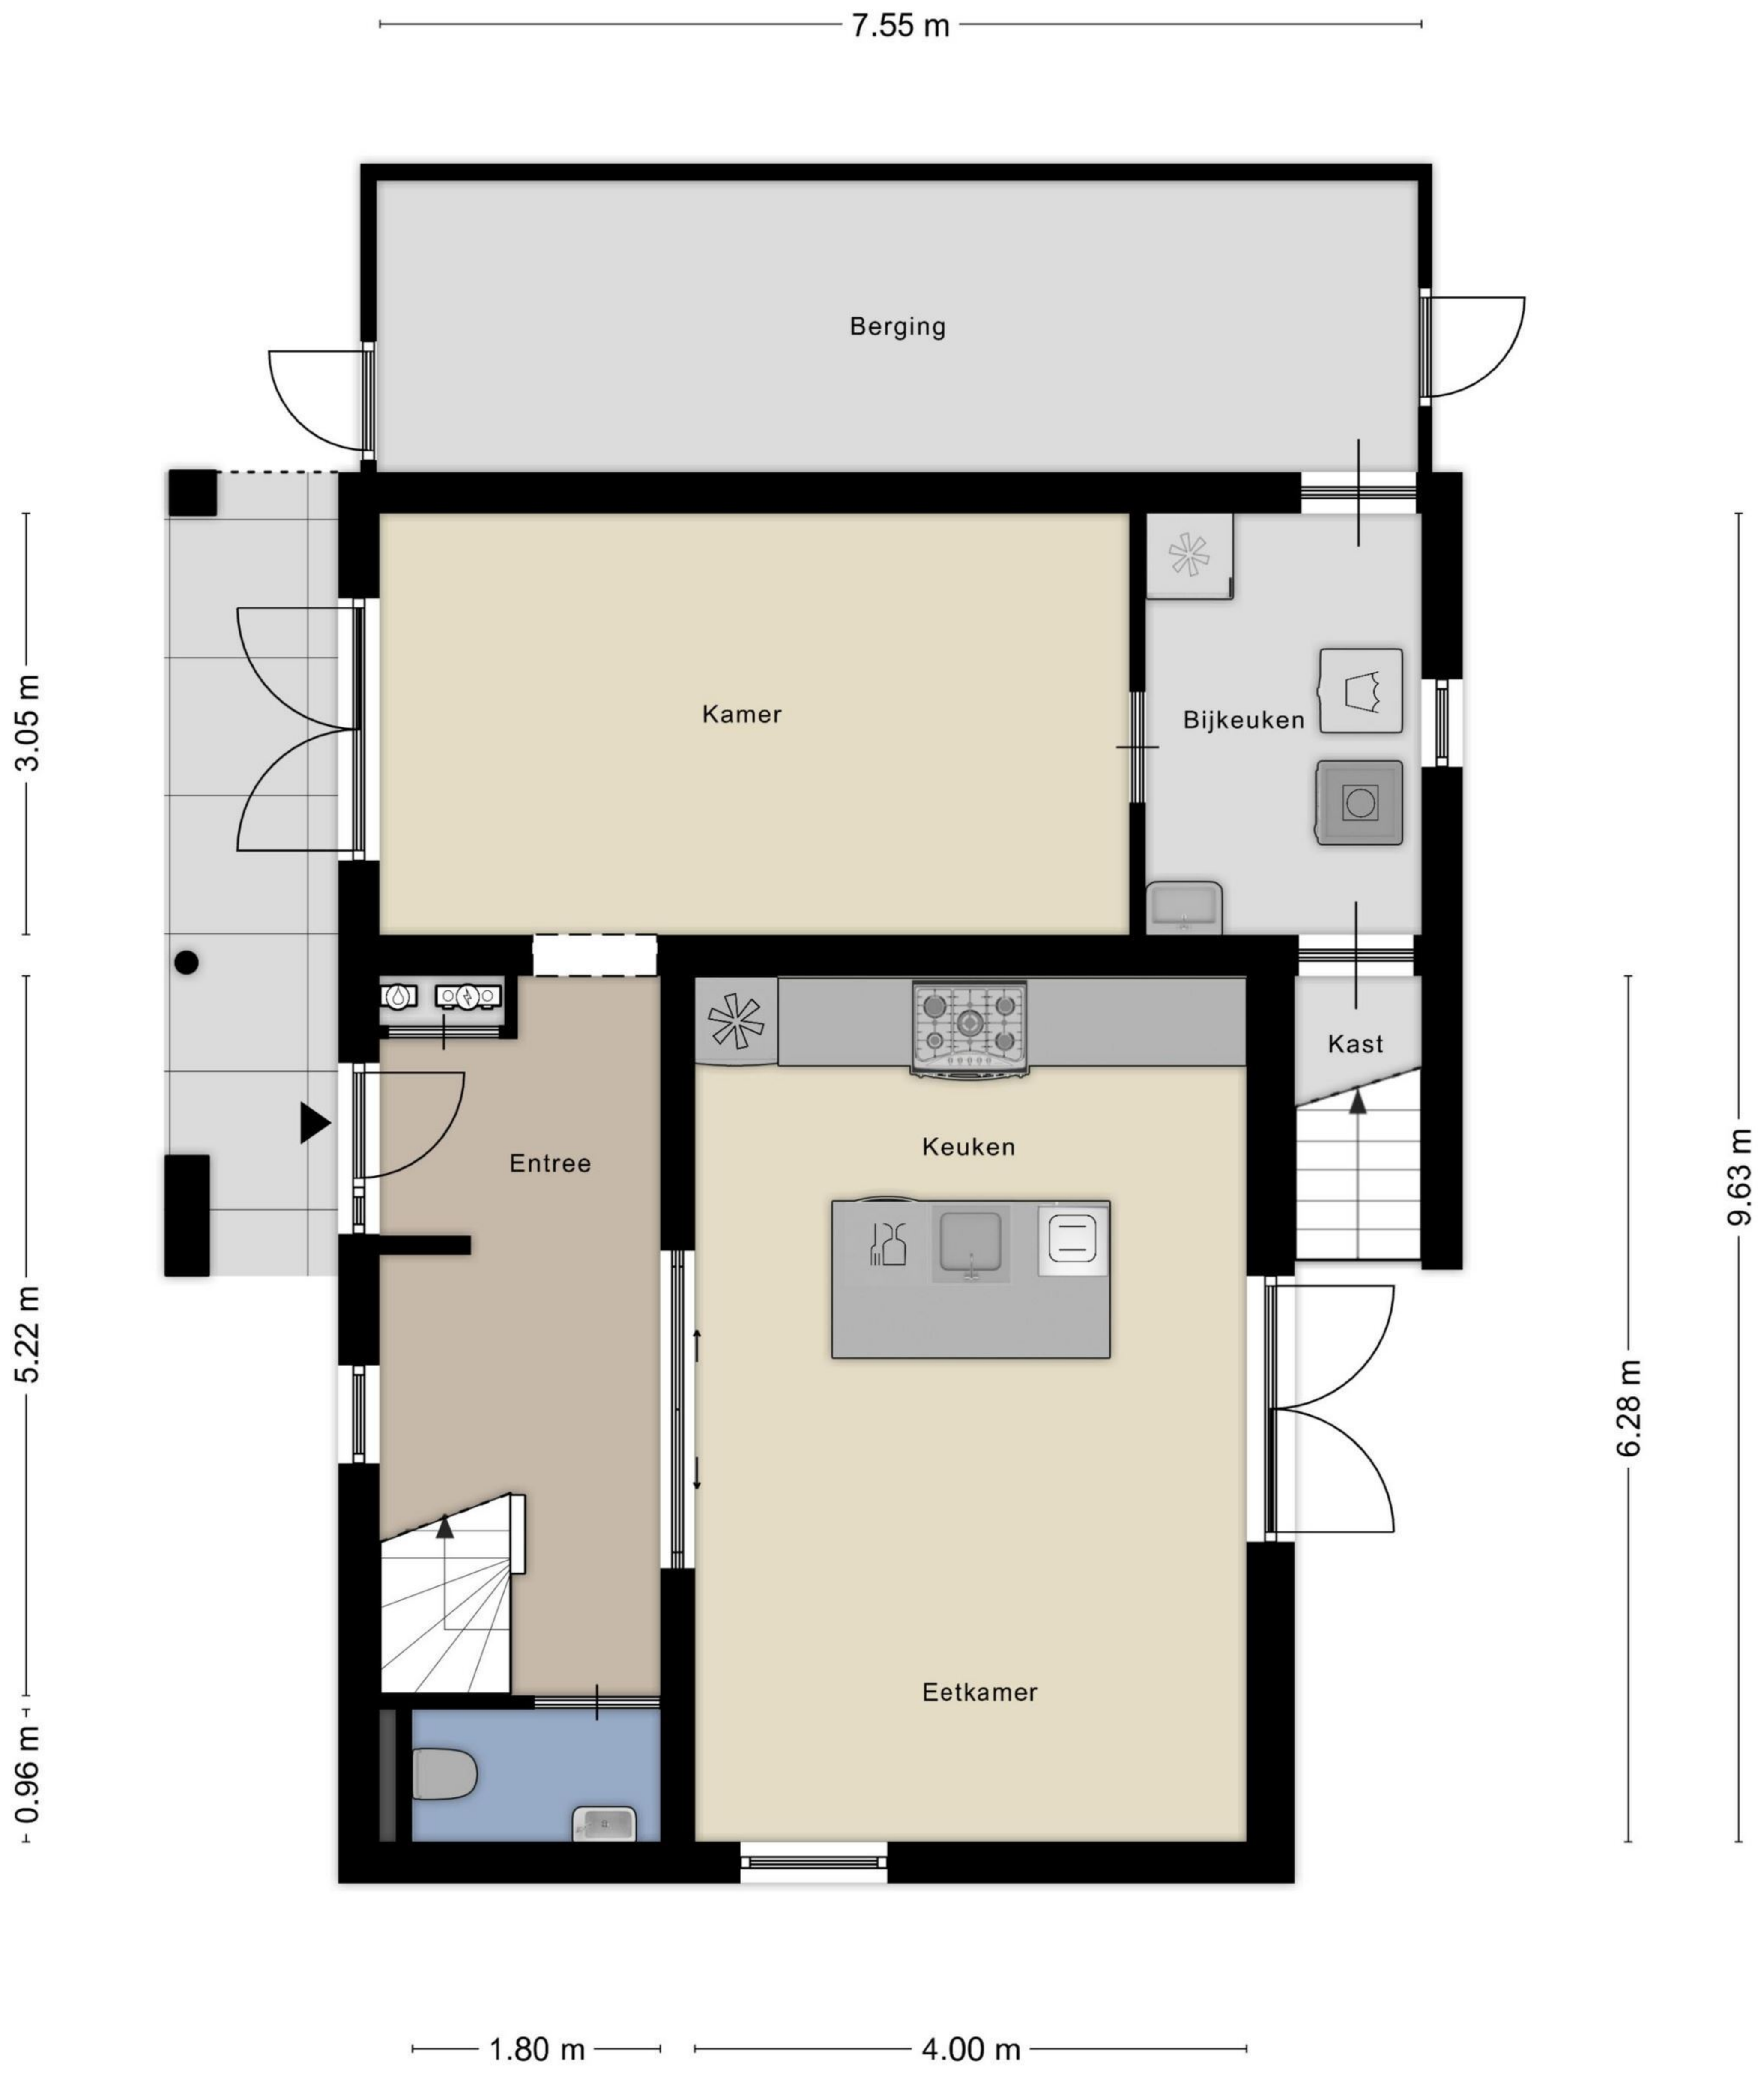 7.55 m
Berging
3.05 m
Kamer
Bijkeuken
Kast
Keuken
Entree
9.63 m
5.22 m
6.28 m
Eetkamer
0.96 m
1.80 m
4.00 m